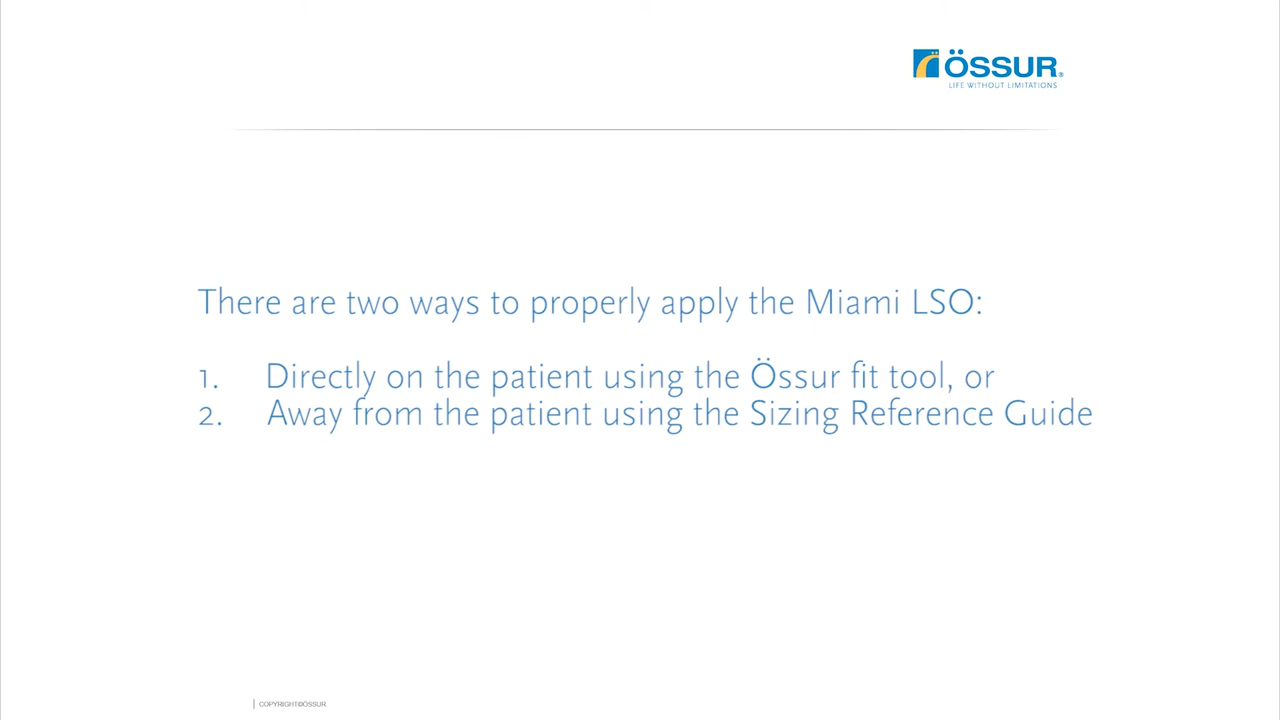 ÖSSUR®
LIFE WITHOUT LIMITATIONS
There are two ways to properly apply the Miami LSO:
1. Directly on the patient using the Össur fit tool, or
2. Away from the patient using the Sizing Reference Guide
COPYRIGHT©ÖSSUR